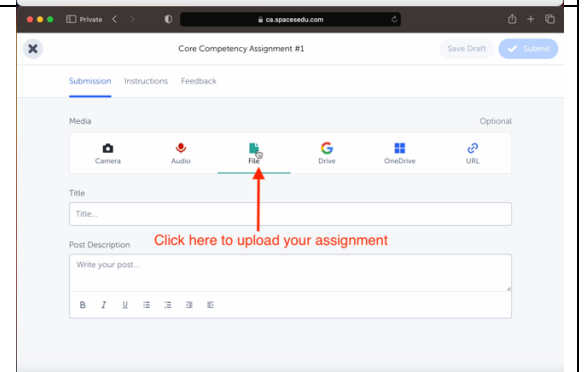 Private
ca.spacesedu.com
Core Competency Assignment #1
Save Draft
Submit
Submission Instructions Feedback
Media
Optional
Camera Audio File Drive OneDrive URL
Title
Title...
Post Description
Click here to upload your assignment
Write your post...
B I U